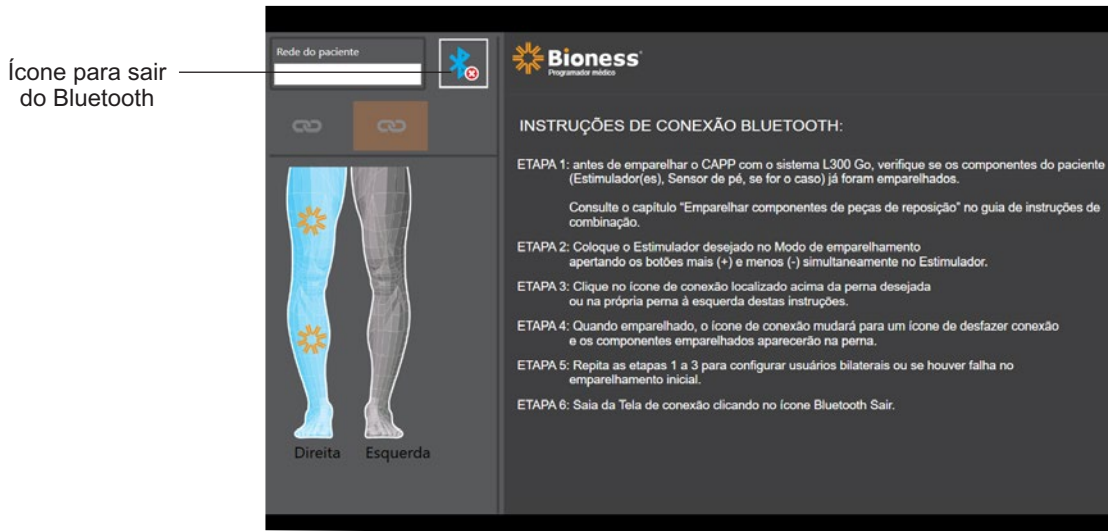 Ícone para sair
do Bluetooth
Rede do paciente
Bioness
Programador médico
INSTRUÇÕES DE CONEXÃO BLUETOOTH:
ETAPA 1: antes de emparelhar o CAPP com o sistema L300 Go, verifique se os componentes do paciente
(Estimulador(es), Sensor de pé, se for o caso) já foram emparelhados.
Consulte o capítulo “Emparelhar componentes de peças de reposição” no guia de instruções de
combinação.
ETAPA 2: Coloque o Estimulador desejado no Modo de emparelhamento
apertando os botões mais (+) e menos (-) simultaneamente no Estimulador.
ETAPA 3: Clique no ícone de conexão localizado acima da perna desejada
ou na própria perna à esquerda destas instruções.
ETAPA 4: Quando emparelhado, o ícone de conexão mudará para um ícone de desfazer conexão
e os componentes emparelhados aparecerão na perna.
ETAPA 5: Repita as etapas 1 a 3 para configurar usuários bilaterais ou se houver falha no
emparelhamento inicial.
ETAPA 6: Saia da Tela de conexão clicando no ícone Bluetooth Sair.
Direita Esquerda